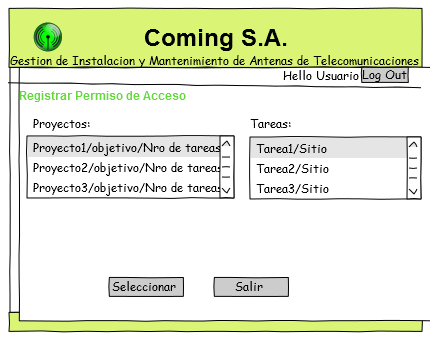 Coming S.A.
Gestion de Instalacion y Mantenimiento de Antenas de Telecomunicaciones
Hello Usuario Log Out
Registrar Permiso de Acceso
Proyectos: Tareas:
Proyecto1/objetivo/Nro de tareas Tarea1/Sitio
Proyecto2/objetivo/Nro de tareas Tarea2/Sitio
Proyecto3/objetivo/Nro de tareas Tarea3/Sitio
Seleccionar Salir